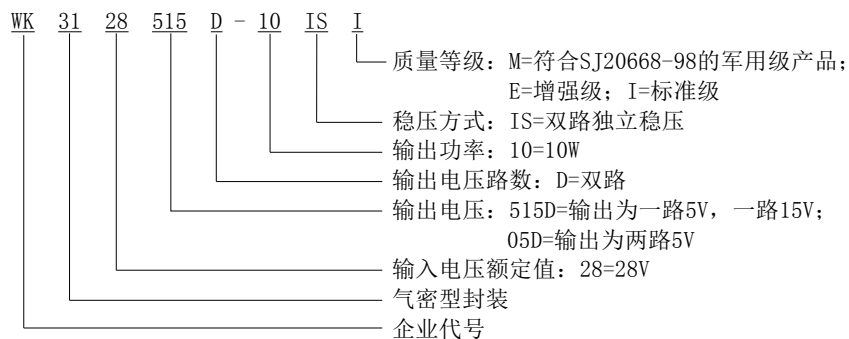 WK 31 28 515 D - 10 IS I
质量等级：M=符合SJ20668-98的军用级产品；
E=增强级；I=标准级
稳压方式：IS=双路独立稳压
输出功率：10=10W
输出电压路数：D=双路
输出电压：515D=输出为一路5V，一路15V；
05D=输出为两路5V
输入电压额定值：28=28V
气密型封装
企业代号